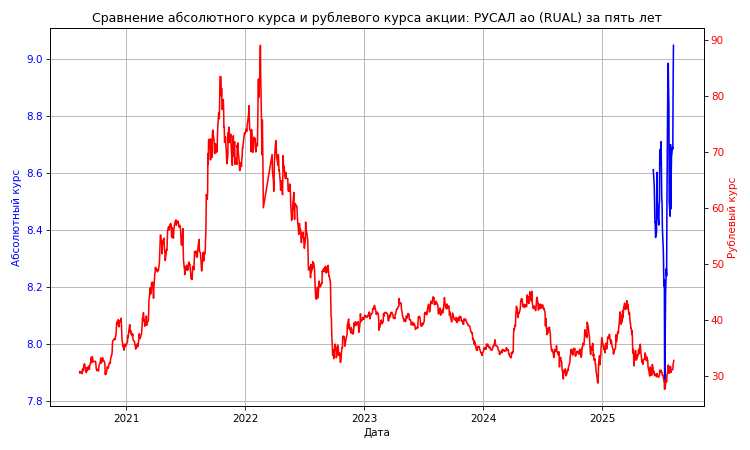 Сравнение абсолютного курса и рублевого курса акции: РУСАЛ ао (RUAL) за пять лет
Абсолютный курс
9.0
8.8
8.6
8.4
8.2
8.0
7.8
90
80
70
60
50
40
30
Рублевый курс
2021 2022 2023 2024 2025
Дата